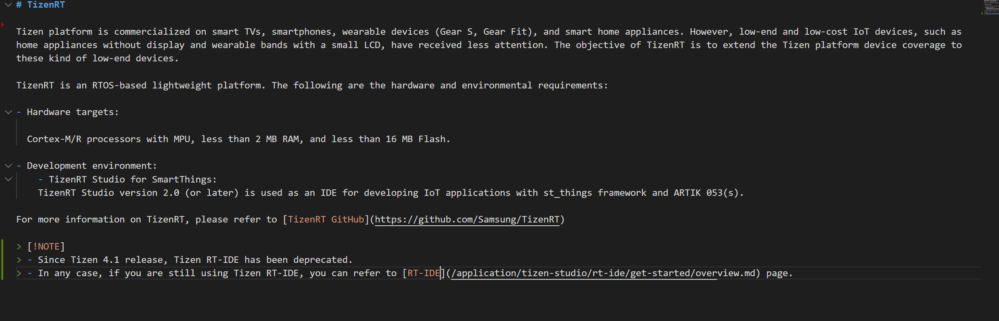 # TizenRT
Tizen platform is commercialized on smart TVs, smartphones, wearable devices (Gear S, Gear Fit), and smart home appliances. However, low-end and low-cost IoT devices, such as
home appliances without display and wearable bands with a small LCD, have received less attention. The objective of TizenRT is to extend the Tizen platform device coverage to
these kind of low-end devices.
TizenRT is an RTOS-based lightweight platform. The following are the hardware and environmental requirements:
- Hardware targets:
Cortex-M/R processors with MPU, less than 2 MB RAM, and less than 16 MB Flash.
- Development environment:
- TizenRT Studio for SmartThings:
TizenRT Studio version 2.0 (or later) is used as an IDE for developing IoT applications with st_things framework and ARTIK 053(s).
For more information on TizenRT, please refer to [TizenRT GitHub](https://github.com/Samsung/TizenRT)
> [!NOTE]
> - Since Tizen 4.1 release, Tizen RT-IDE has been deprecated.
> - In any case, if you are still using Tizen RT-IDE, you can refer to [RT-IDE](/application/tizen-studio/rt-ide/get-started/overview.md) page.